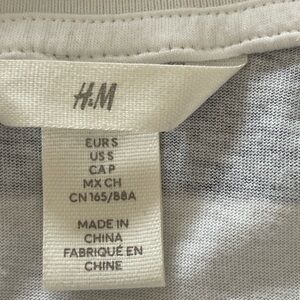 H&M
EUR S
US S
CA P
MX CH
CN 165/88A
MADE IN
CHINA
FABRIQUÉ EN
CHINE